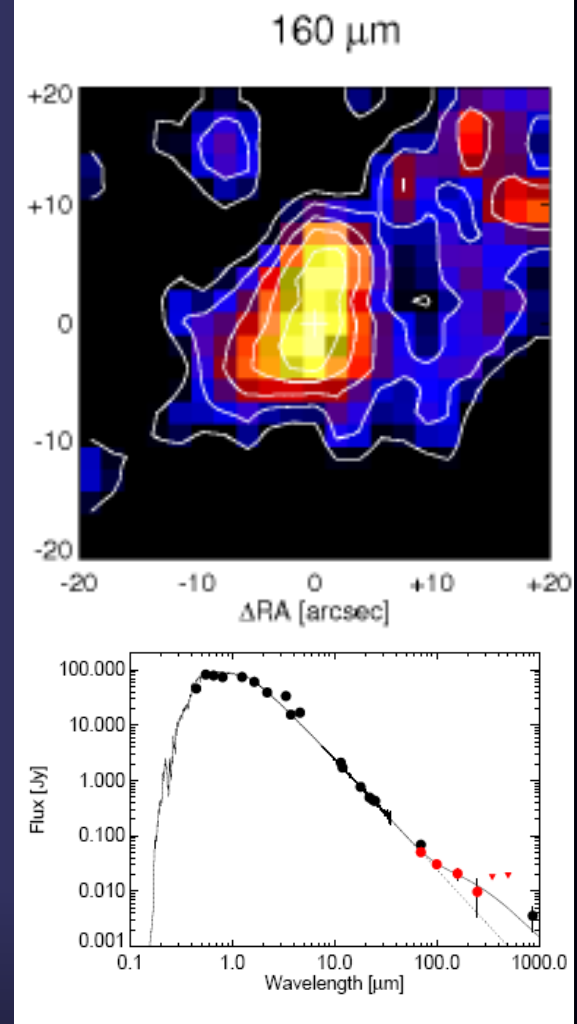 160 μm
+20
+10
0
-10
-20
-20 -10 0 +10 +20
ΔRA [arcsec]
100.000
10.000
1.000
0.100
0.010
0.001
Flux [Jy]
0.1 1.0 10.0 100.0 1000.0
Wavelength [μm]